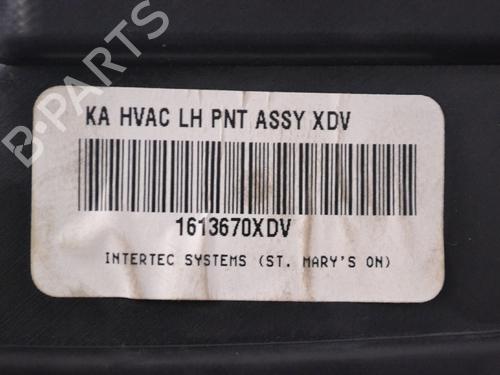 B-PARTS
KA HVAC LH PNT ASSY XDV
1613670XDV
INTERTEC SYSTEMS (ST. MARY'S ON)